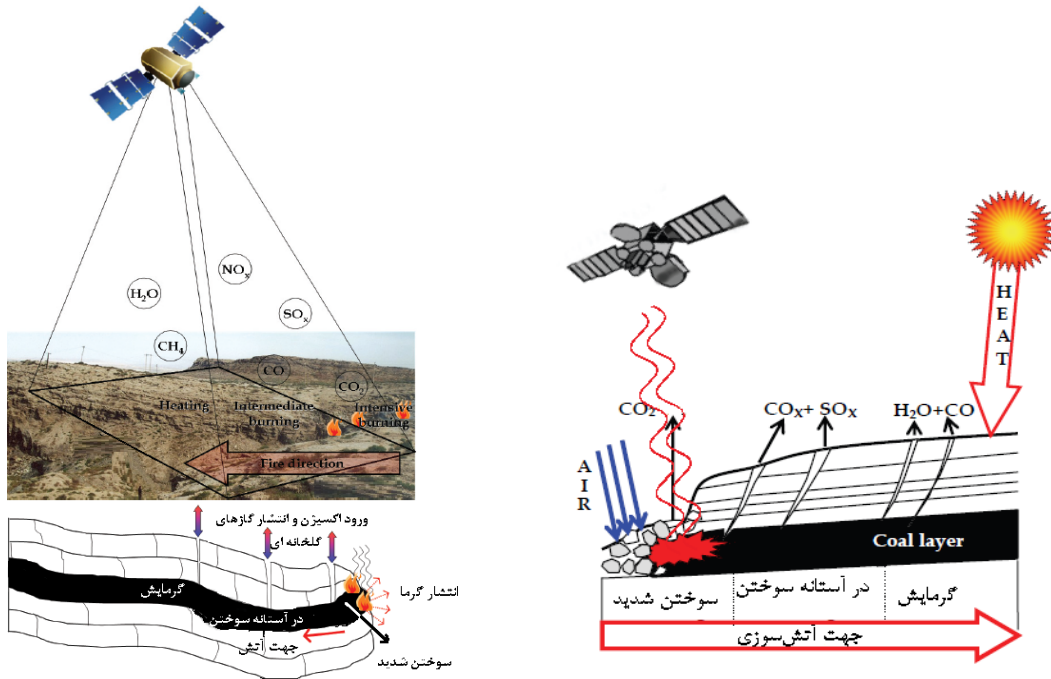 NOₓ
H₂O
SOₓ
CH₄
CO
CO₂
Heating
Intermediate
burning
Intensive
burning
Fire direction
ورود اکسیژن و انتشار گازهای
گلخانه ای
گرمایش
انتشار گرما
در آستانه سوختن
جهت آتش
سوختن شدید
HEAT
CO₂
COₓ+ SOₓ
H₂O+CO
AIR
Coal layer
سوختن شدید
در آستانه سوختن
گرمایش
جهت آتش‌سوزی